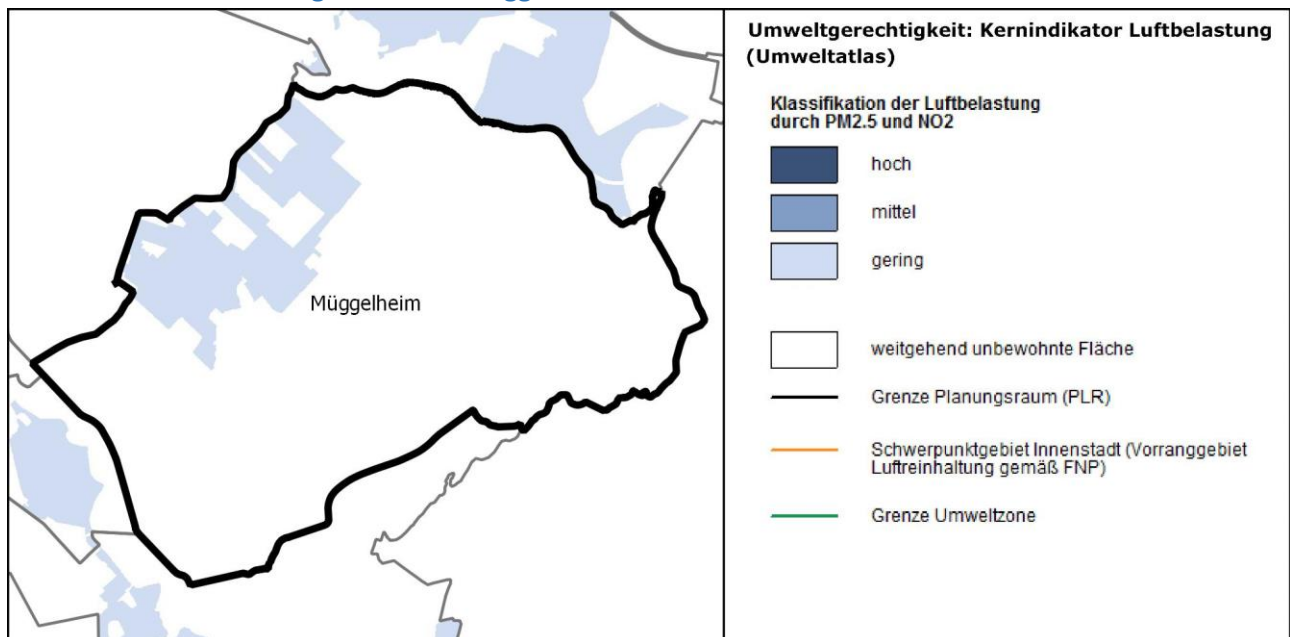 Umweltgerechtigkeit: Kernindikator Luftbelastung
(Umweltatlas)
Klassifikation der Luftbelastung
durch PM2.5 und NO2
hoch
mittel
gering
weitgehend unbewohnte Fläche
Grenze Planungsraum (PLR)
Schwerpunktgebiet Innenstadt (Vorranggebiet
Luftreinhaltung gemäß FNP)
Grenze Umweltzone
Müggelheim